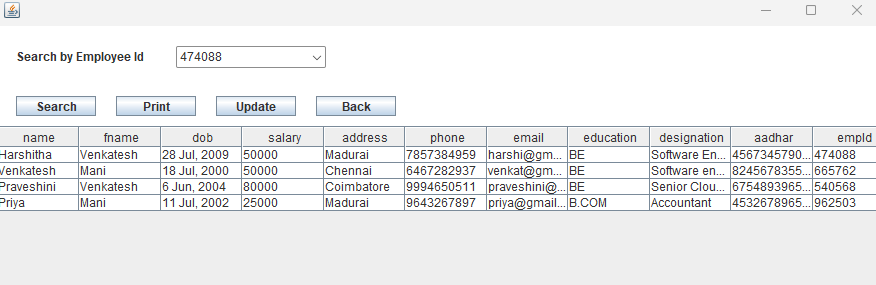 Search by Employee Id 474088
Search Print Update Back
name fname dob salary address phone email education designation aadhar empId
Harshitha Venkatesh 28 Jul, 2009 50000 Madurai 7857384959 harshi@gm... BE Software En... 4567345790... 474088
Venkatesh Mani 18 Jul, 2000 50000 Chennai 6467282937 venkat@gm... BE Software en... 8245678355... 665762
Praveshini Venkatesh 6 Jun, 2004 80000 Coimbatore 9994650511 praveshini@... BE Senior Clou... 6754893965... 540568
Priya Mani 11 Jul, 2002 25000 Madurai 9643267897 priya@gmail... B.COM Accountant 4532678965... 962503